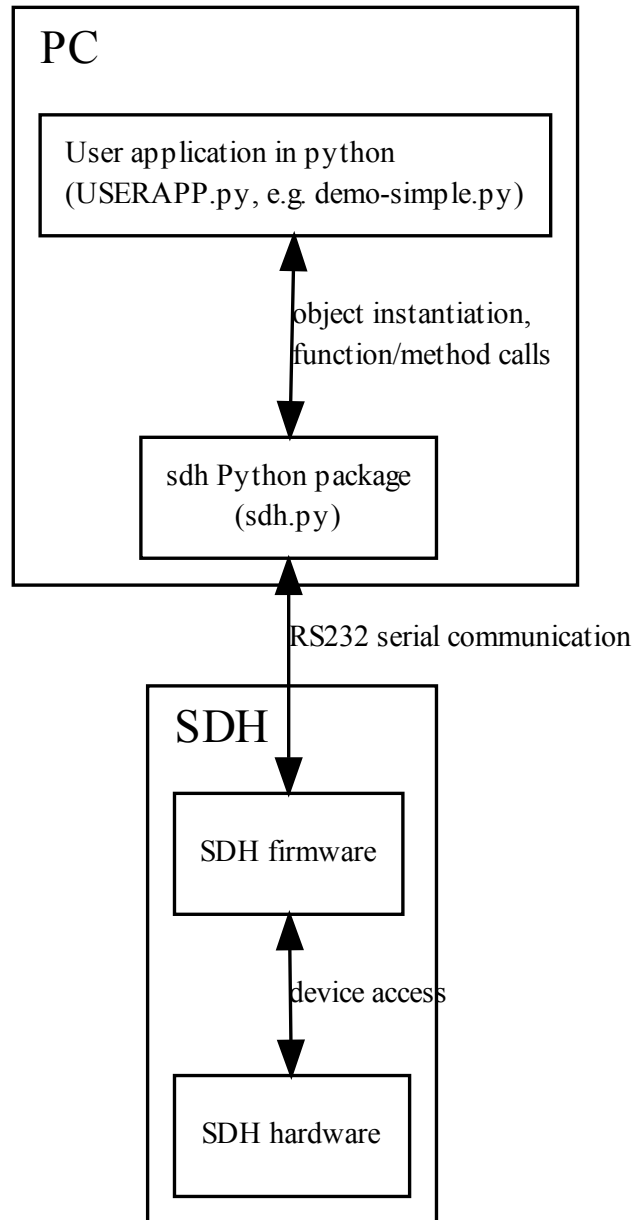 PC
User application in python
(USERAPP.py, e.g. demo-simple.py)
object instantiation,
function/method calls
sdh Python package
(sdh.py)
RS232 serial communication
SDH
SDH firmware
device access
SDH hardware